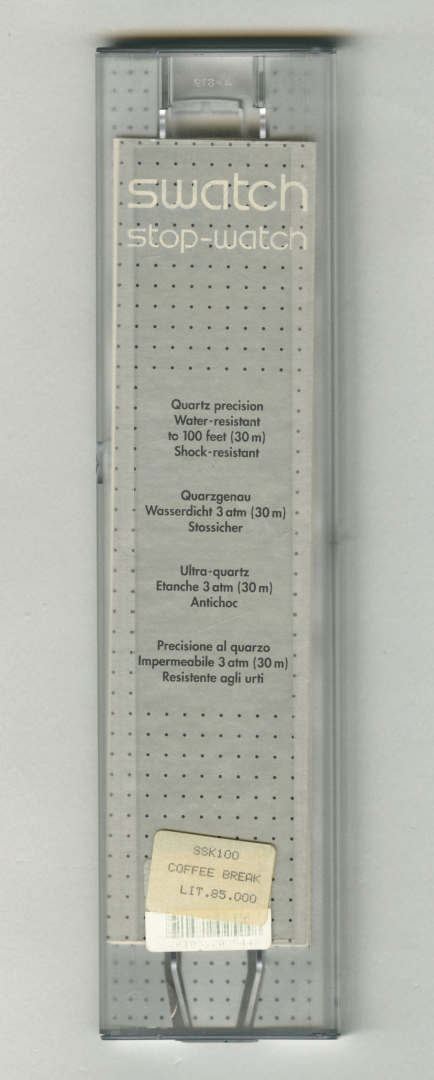 swatch
stop-watch
Quartz precision
Water-resistant
to 100 feet (30 m)
Shock-resistant
Quarzgenau
Wasserdicht 3 atm (30 m)
Stossicher
Ultra-quartz
Etanche 3 atm (30 m)
Antichoc
Precisione al quarzo
Impermeabile 3 atm (30 m)
Resistente agli urti
SSK100
COFFEE BREAK
LIT.85.000